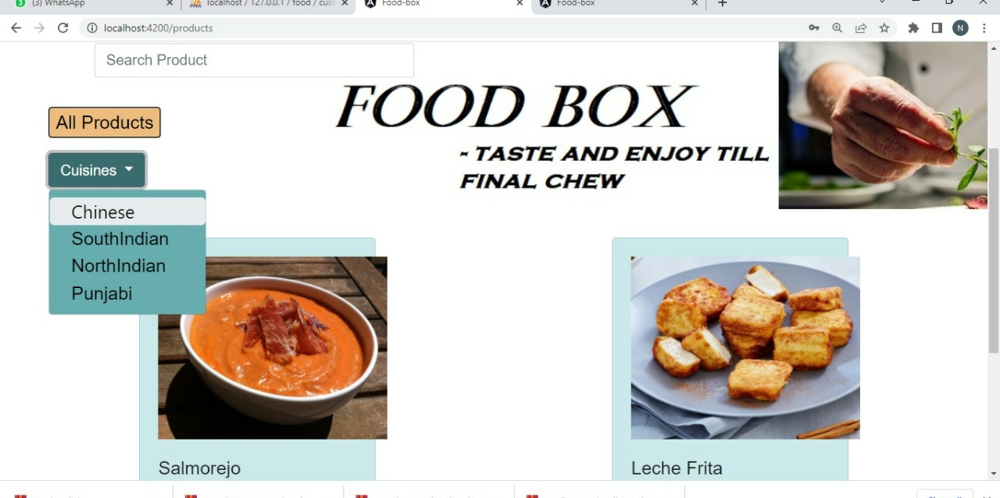 (3) WhatsApp
localhost / 127.0.0.1 / food / cust
Food-box
Food-box
localhost:4200/products
N
Search Product
FOOD BOX
- TASTE AND ENJOY TILL
FINAL CHEW
All Products
Cuisines
Chinese
SouthIndian
NorthIndian
Punjabi
Salmorejo
Leche Frita